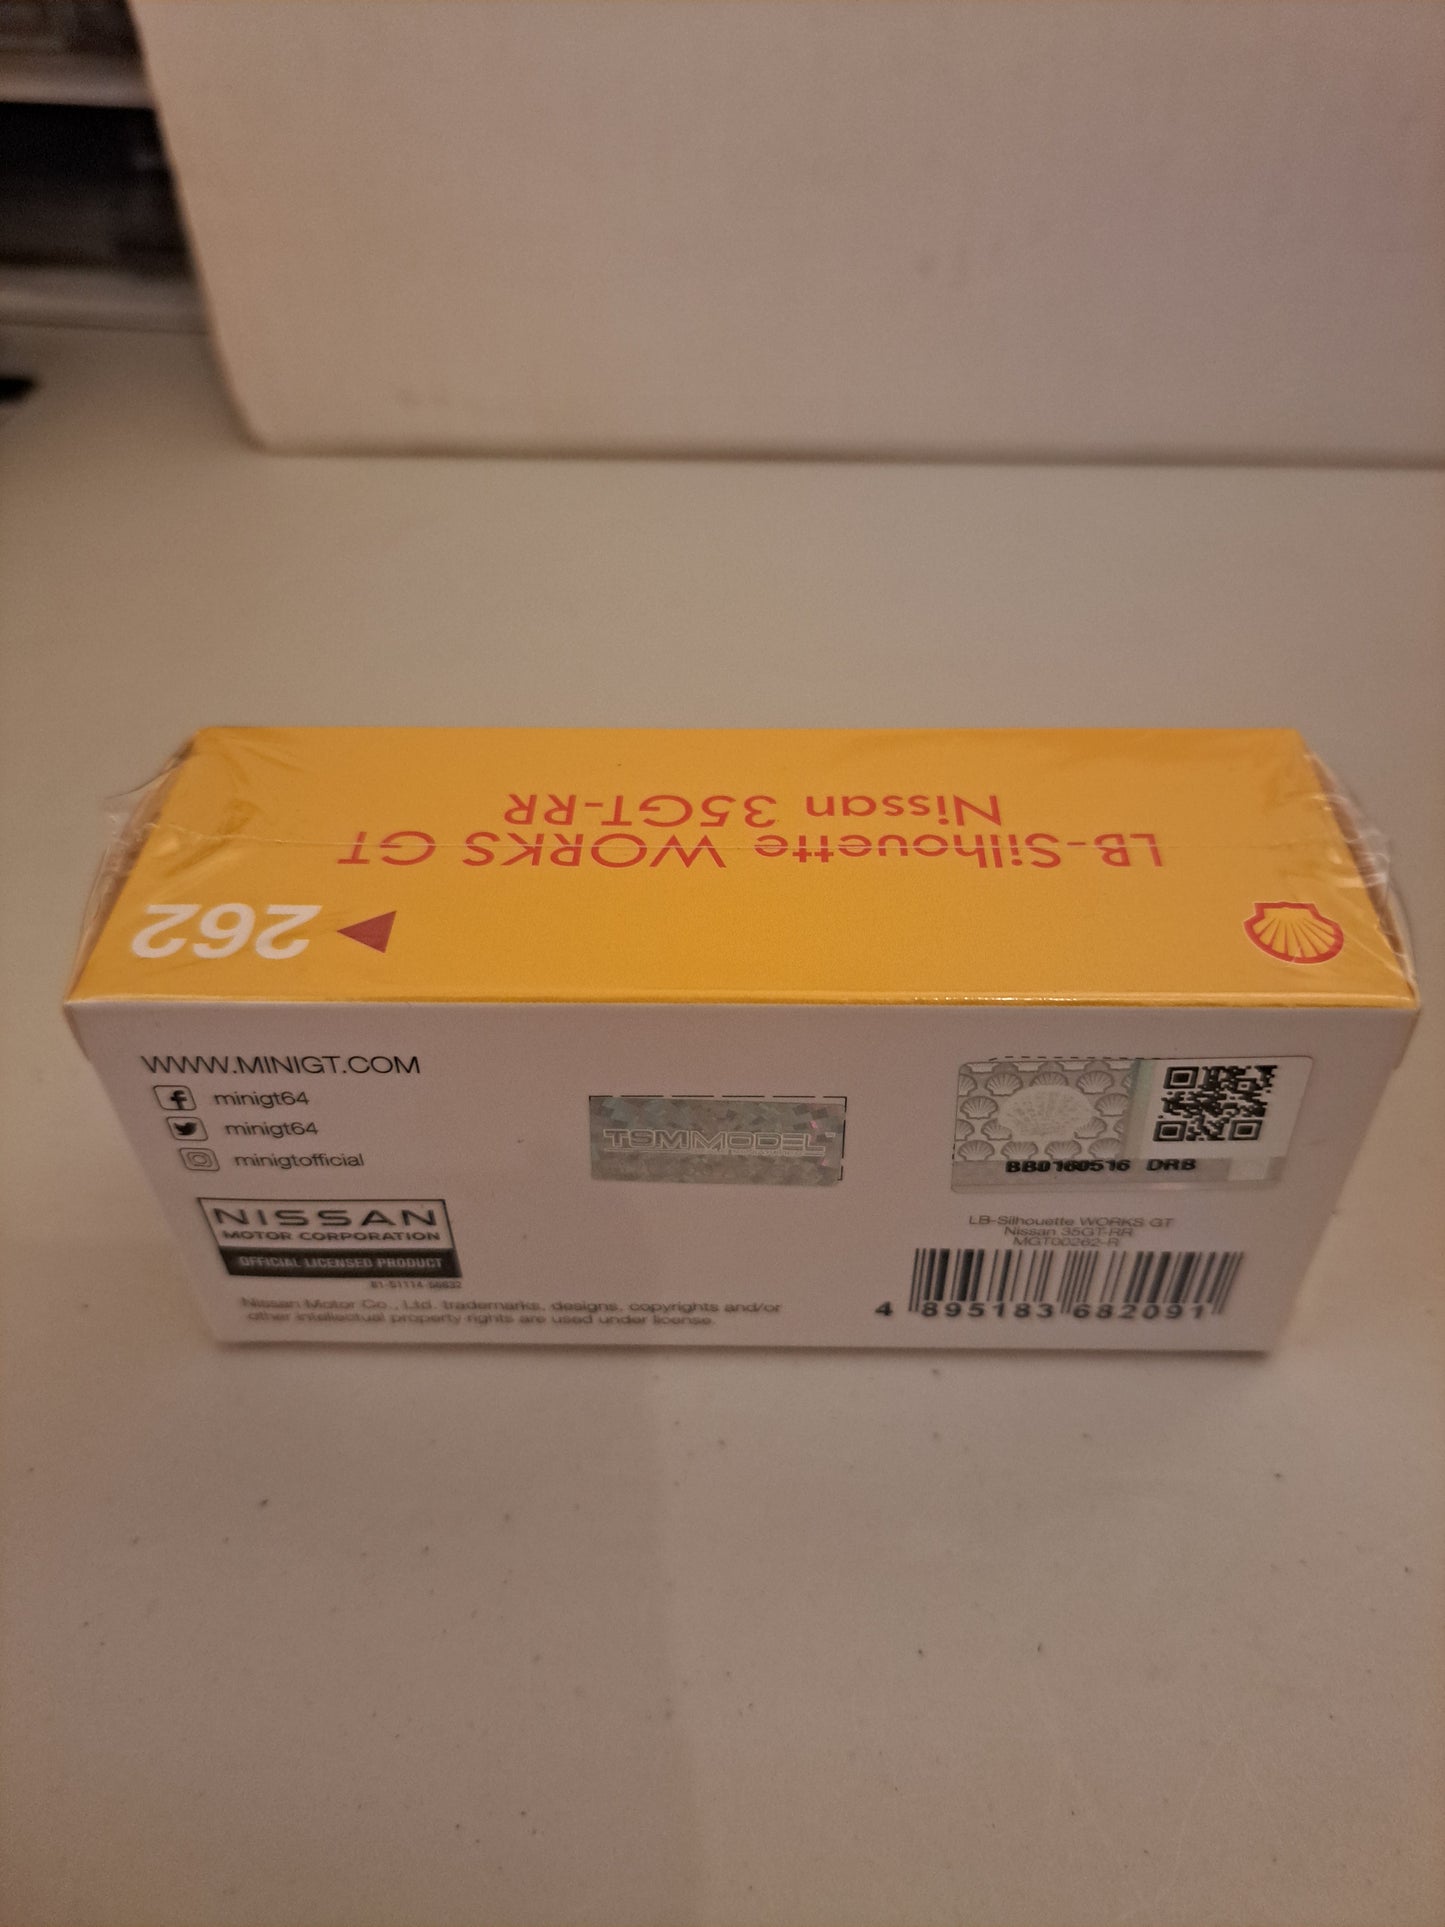 LB-Silhouette WORKS GT
Nissan 35GT-RR
262
WWW.MINIGT.COM
minigt64
minigt64
minigtofficial
NISSAN
MOTOR CORPORATION
OFFICIAL LICENSED PRODUCT
Nissan Motor Co., Ltd. trademarks, designs, copyrights and/or
other intellectual property rights are used under license.
TSMMODEL
BB0160516 DRB
LB-Silhouette WORKS GT
Nissan 35GT-RR
MGT00262-R
4 895183 682091